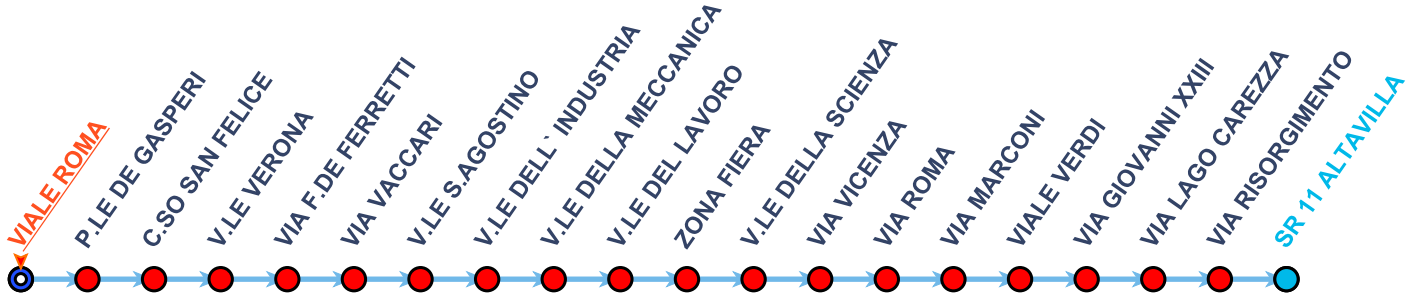 VIALE ROMA
P.LE DE GASPERI
C.SO SAN FELICE
V.LE VERONA
VIA F.DE FERRETTI
VIA VACCARI
V.LE S.AGOSTINO
V.LE DELL` INDUSTRIA
V.LE DELLA MECCANICA
V.LE DEL LAVORO
ZONA FIERA
V.LE DELLA SCIENZA
VIA VICENZA
VIA ROMA
VIA MARCONI
VIALE VERDI
VIA GIOVANNI XXIII
VIA LAGO CAREZZA
VIA RISORGIMENTO
SR 11 ALTAVILLA